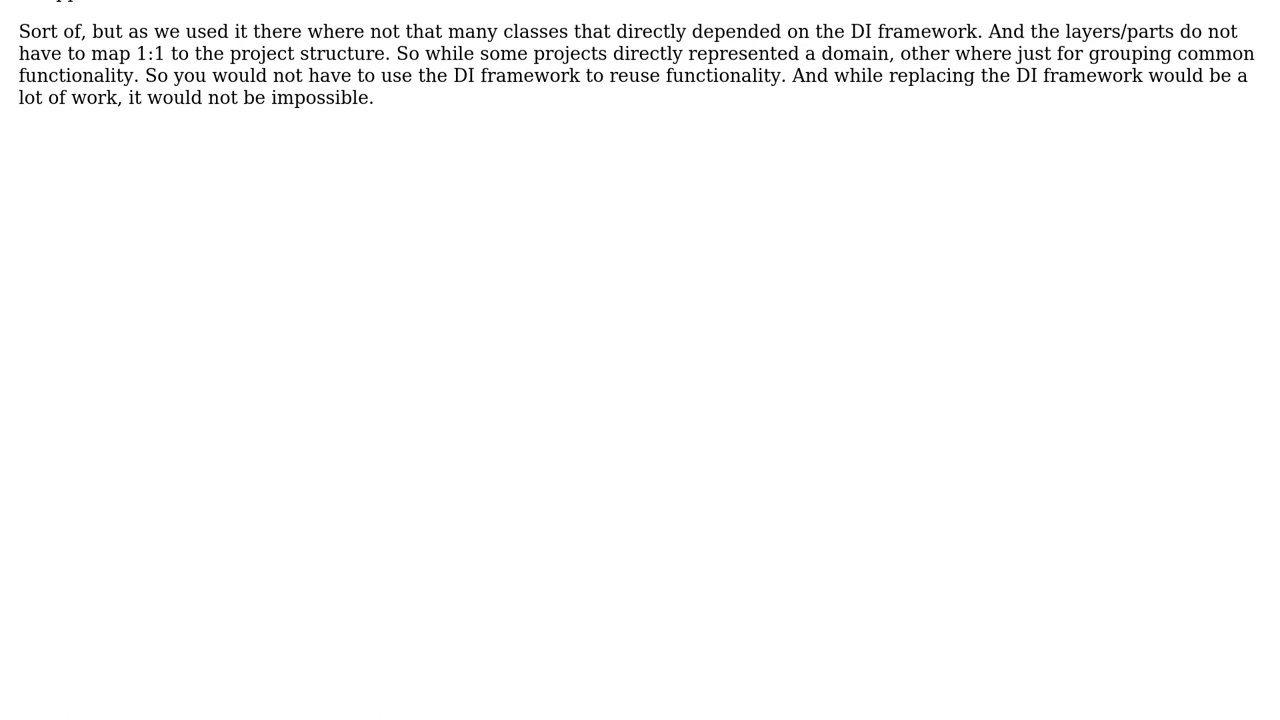 Sort of, but as we used it there where not that many classes that directly depended on the DI framework. And the layers/parts do not
have to map 1:1 to the project structure. So while some projects directly represented a domain, other where just for grouping common
functionality. So you would not have to use the DI framework to reuse functionality. And while replacing the DI framework would be a
lot of work, it would not be impossible.